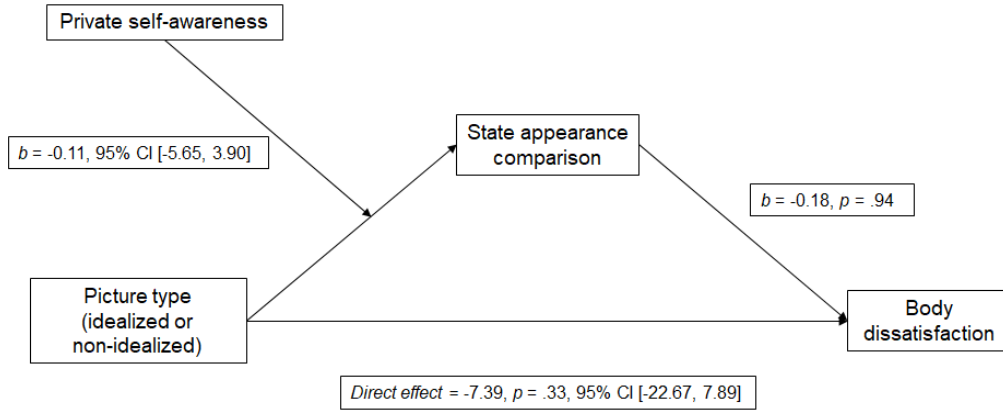 Private self-awareness
State appearance
comparison
b = -0.11, 95% CI [-5.65, 3.90]
b = -0.18, p = .94
Picture type
(idealized or
non-idealized)
Body
dissatisfaction
Direct effect = -7.39, p = .33, 95% CI [-22.67, 7.89]